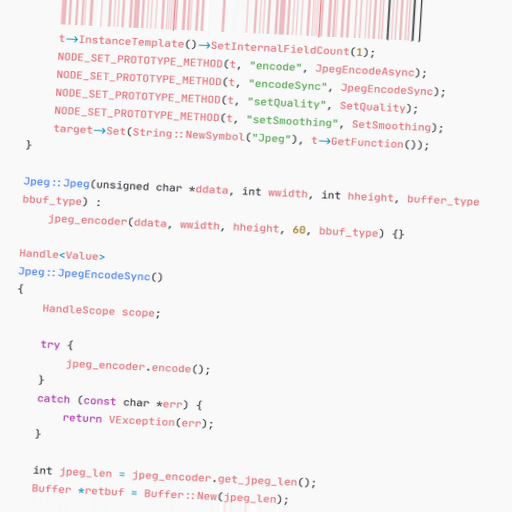 t->InstanceTemplate()->SetInternalFieldCount(1);
NODE_SET_PROTOTYPE_METHOD(t, "encode", JpegEncodeAsync);
NODE_SET_PROTOTYPE_METHOD(t, "encodeSync", JpegEncodeSync);
NODE_SET_PROTOTYPE_METHOD(t, "setQuality", SetQuality);
NODE_SET_PROTOTYPE_METHOD(t, "setSmoothing", SetSmoothing);
target->Set(String::NewSymbol("Jpeg"), t->GetFunction());
}
Jpeg::Jpeg(unsigned char *ddata, int wwidth, int hheight, buffer_type
bbuf_type) :
jpeg_encoder(ddata, wwidth, hheight, 60, bbuf_type) {}
Handle<Value>
Jpeg::JpegEncodeSync()
{
HandleScope scope;
try {
jpeg_encoder.encode();
}
catch (const char *err) {
return VException(err);
}
int jpeg_len = jpeg_encoder.get_jpeg_len();
Buffer *retbuf = Buffer::New(jpeg_len);